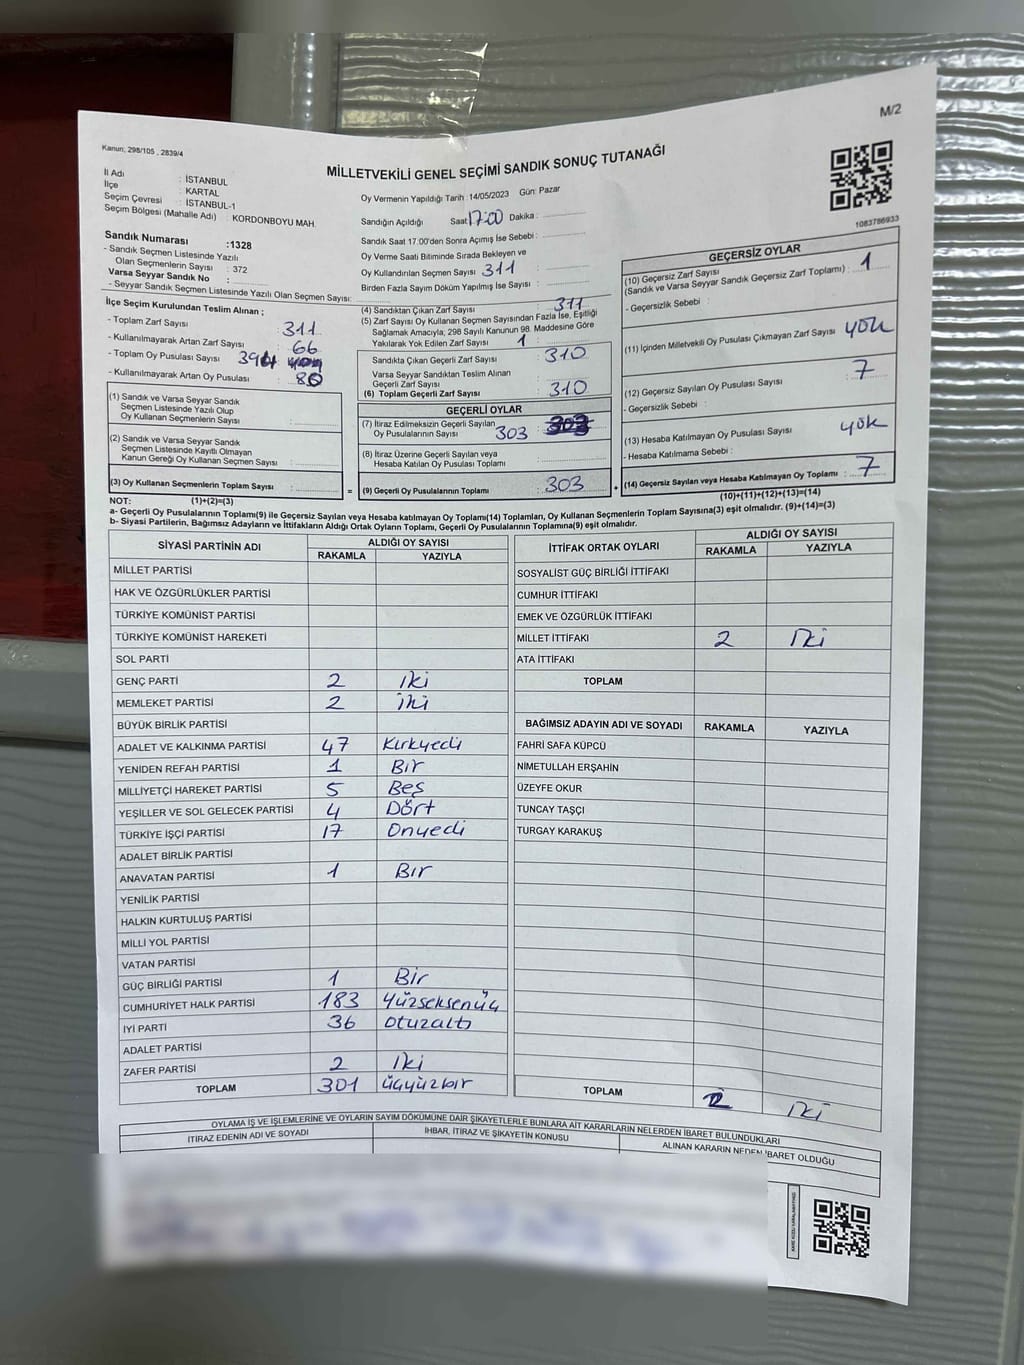 M/2
Kanun; 298/105 , 2839/4
MİLLETVEKİLİ GENEL SEÇİMİ SANDIK SONUÇ TUTANAĞI
1083786933
İl Adı : İSTANBUL
İlçe : KARTAL
Seçim Çevresi : İSTANBUL-1
Seçim Bölgesi (Mahalle Adı) : KORDONBOYU MAH.
Sandık Numarası :1328
- Sandık Seçmen Listesinde Yazılı
Olan Seçmenlerin Sayısı : 372
Varsa Seyyar Sandık No :
- Seyyar Sandık Seçmen Listesinde Yazılı Olan Seçmen Sayısı:
Oy Vermenin Yapıldığı Tarih : 14/05/2023 Gün: Pazar
Sandığın Açıldığı Saat 17:00 Dakika :
Sandık Saat 17:00'den Sonra Açımış İse Sebebi :
Oy Verme Saati Bitiminde Sırada Bekleyen ve
Oy Kullandırılan Seçmen Sayısı 311 :
Birden Fazla Sayım Döküm Yapılmış İse Sayısı :
İlçe Seçim Kurulundan Teslim Alınan ;
- Toplam Zarf Sayısı : 311
- Kullanılmayarak Artan Zarf Sayısı : 66
- Toplam Oy Pusulası Sayısı
- Kullanılmayarak Artan Oy Pusulası : 80
(1) Sandık ve Varsa Seyyar Sandık
Seçmen Listesinde Yazılı Olup
Oy Kullanan Seçmenlerin Sayısı :
(2) Sandık ve Varsa Seyyar Sandık
Seçmen Listesinde Kayıtlı Olmayan
Kanun Gereği Oy Kullanan Seçmen Sayısı :
(3) Oy Kullanan Seçmenlerin Toplam Sayısı :
(4) Sandıktan Çıkan Zarf Sayısı : 311
(5) Zarf Sayısı Oy Kullanan Seçmen Sayısından Fazla İse, Eşitliği
Sağlamak Amacıyla; 298 Sayılı Kanunun 98. Maddesine Göre
Yakılarak Yok Edilen Zarf Sayısı : 1
Sandıkta Çıkan Geçerli Zarf Sayısı : 310
Varsa Seyyar Sandıktan Teslim Alınan
Geçerli Zarf Sayısı :
(6) Toplam Geçerli Zarf Sayısı : 310
GEÇERLİ OYLAR
(7) İtiraz Edilmeksizin Geçerli Sayılan
Oy Pusulalarının Sayısı 303 : 303
(8) İtiraz Üzerine Geçerli Sayılan veya
Hesaba Katılan Oy Pusulası Toplamı :
= (9) Geçerli Oy Pusulalarının Toplamı : 303
GEÇERSİZ OYLAR
(10) Geçersiz Zarf Sayısı
(Sandık ve Varsa Seyyar Sandık Geçersiz Zarf Toplamı) : 1
- Geçersizlik Sebebi :
(11) İçinden Milletvekili Oy Pusulası Çıkmayan Zarf Sayısı yok
(12) Geçersiz Sayılan Oy Pusulası Sayısı : 7
- Geçersizlik Sebebi :
(13) Hesaba Katılmayan Oy Pusulası Sayısı : yok
- Hesaba Katılmama Sebebi :
+ (14) Geçersiz Sayılan veya Hesaba Katılmayan Oy Toplamı : 7
NOT: (1)+(2)=(3)
(10)+(11)+(12)+(13)=(14)
a- Geçerli Oy Pusulalarının Toplamı(9) ile Geçersiz Sayılan veya Hesaba katılmayan Oy Toplamı(14) Toplamları, Oy Kullanan Seçmenlerin Toplam Sayısına(3) eşit olmalıdır. (9)+(14)=(3)
b- Siyasi Partilerin, Bağımsız Adayların ve İttifakların Aldığı Ortak Oyların Toplamı, Geçerli Oy Pusulalarının Toplamına(9) eşit olmalıdır.
SİYASİ PARTİNİN ADI
ALDIĞI OY SAYISI
RAKAMLA YAZIYLA
MİLLET PARTİSİ
HAK VE ÖZGÜRLÜKLER PARTİSİ
TÜRKİYE KOMÜNİST PARTİSİ
TÜRKİYE KOMÜNİST HAREKETİ
SOL PARTİ
GENÇ PARTİ 2 iki
MEMLEKET PARTİSİ 2 iki
BÜYÜK BİRLİK PARTİSİ
ADALET VE KALKINMA PARTİSİ 47 Kırkyedi
YENİDEN REFAH PARTİSİ 1 Bir
MİLLİYETÇİ HAREKET PARTİSİ 5 Beş
YEŞİLLER VE SOL GELECEK PARTİSİ 4 Dört
TÜRKİYE İŞÇİ PARTİSİ 17 Onyedi
ADALET BİRLİK PARTİSİ
ANAVATAN PARTİSİ 1 Bır
YENİLİK PARTİSİ
HALKIN KURTULUŞ PARTİSİ
MİLLİ YOL PARTİSİ
VATAN PARTİSİ
GÜÇ BİRLİĞİ PARTİSİ 1 Bir
CUMHURİYET HALK PARTİSİ 183 Yüzseksenüç
İYİ PARTİ 36 otuzaltı
ADALET PARTİSİ
ZAFER PARTİSİ 2 iki
TOPLAM 301 üçyüzbir
İTTİFAK ORTAK OYLARI
ALDIĞI OY SAYISI
RAKAMLA YAZIYLA
SOSYALİST GÜÇ BİRLİĞİ İTTİFAKI
CUMHUR İTTİFAKI
EMEK VE ÖZGÜRLÜK İTTİFAKI
MİLLET İTTİFAKI 2 iki
ATA İTTİFAKI
TOPLAM
BAĞIMSIZ ADAYIN ADI VE SOYADI RAKAMLA YAZIYLA
FAHRİ SAFA KÜPCÜ
NİMETULLAH ERŞAHİN
ÜZEYFE OKUR
TUNCAY TAŞÇI
TURGAY KARAKUŞ
TOPLAM 2 iki
OYLAMA İŞ VE İŞLEMLERİNE VE OYLARIN SAYIM DÖKÜMÜNE DAİR ŞİKAYETLERLE BUNLARA AİT KARARLARIN NELERDEN İBARET BULUNDUKLARI
İTİRAZ EDENİN ADI VE SOYADI
İHBAR, İTİRAZ VE ŞİKAYETİN KONUSU
ALINAN KARARIN NEDEN İBARET OLDUĞU